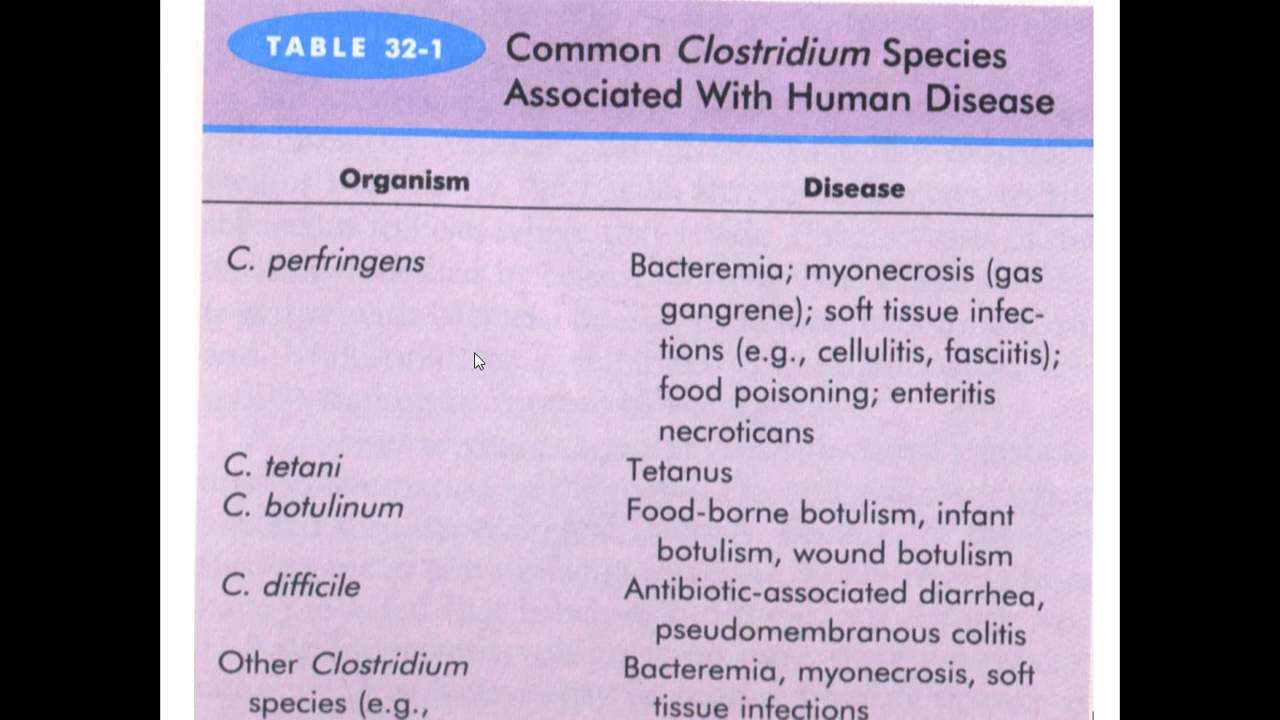 TABLE 32-1
Common Clostridium Species
Associated With Human Disease
Organism Disease
C. perfringens Bacteremia; myonecrosis (gas
gangrene); soft tissue infec-
tions (e.g., cellulitis, fasciitis);
food poisoning; enteritis
necroticans
C. tetani Tetanus
C. botulinum Food-borne botulism, infant
botulism, wound botulism
C. difficile Antibiotic-associated diarrhea,
pseudomembranous colitis
Other Clostridium Bacteremia, myonecrosis, soft
species (e.g., tissue infections